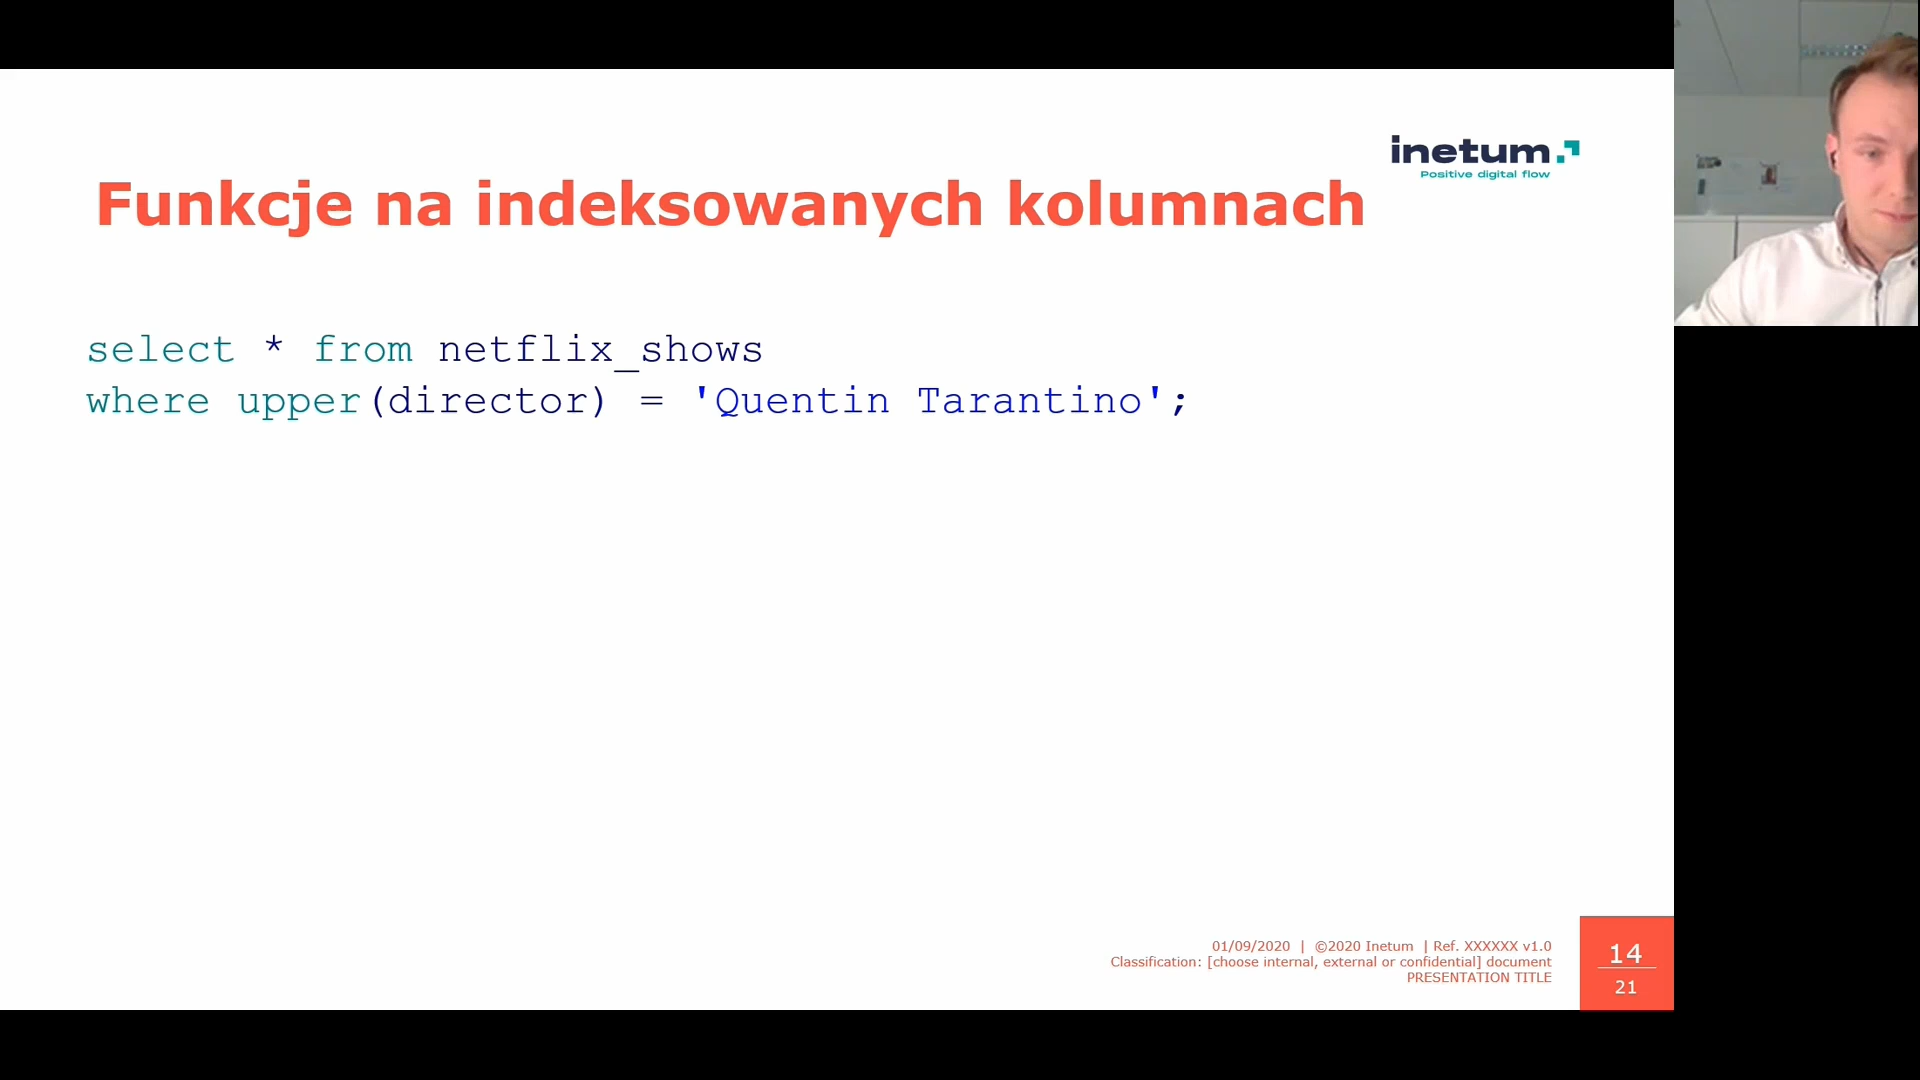 inetum
Positive digital flow
Funkcje na indeksowanych kolumnach
select * from netflix_shows
where upper(director) = 'Quentin Tarantino';
01/09/2020 | ©2020 Inetum | Ref. XXXXXX v1.0
Classification: [choose internal, external or confidential] document
PRESENTATION TITLE
14
21